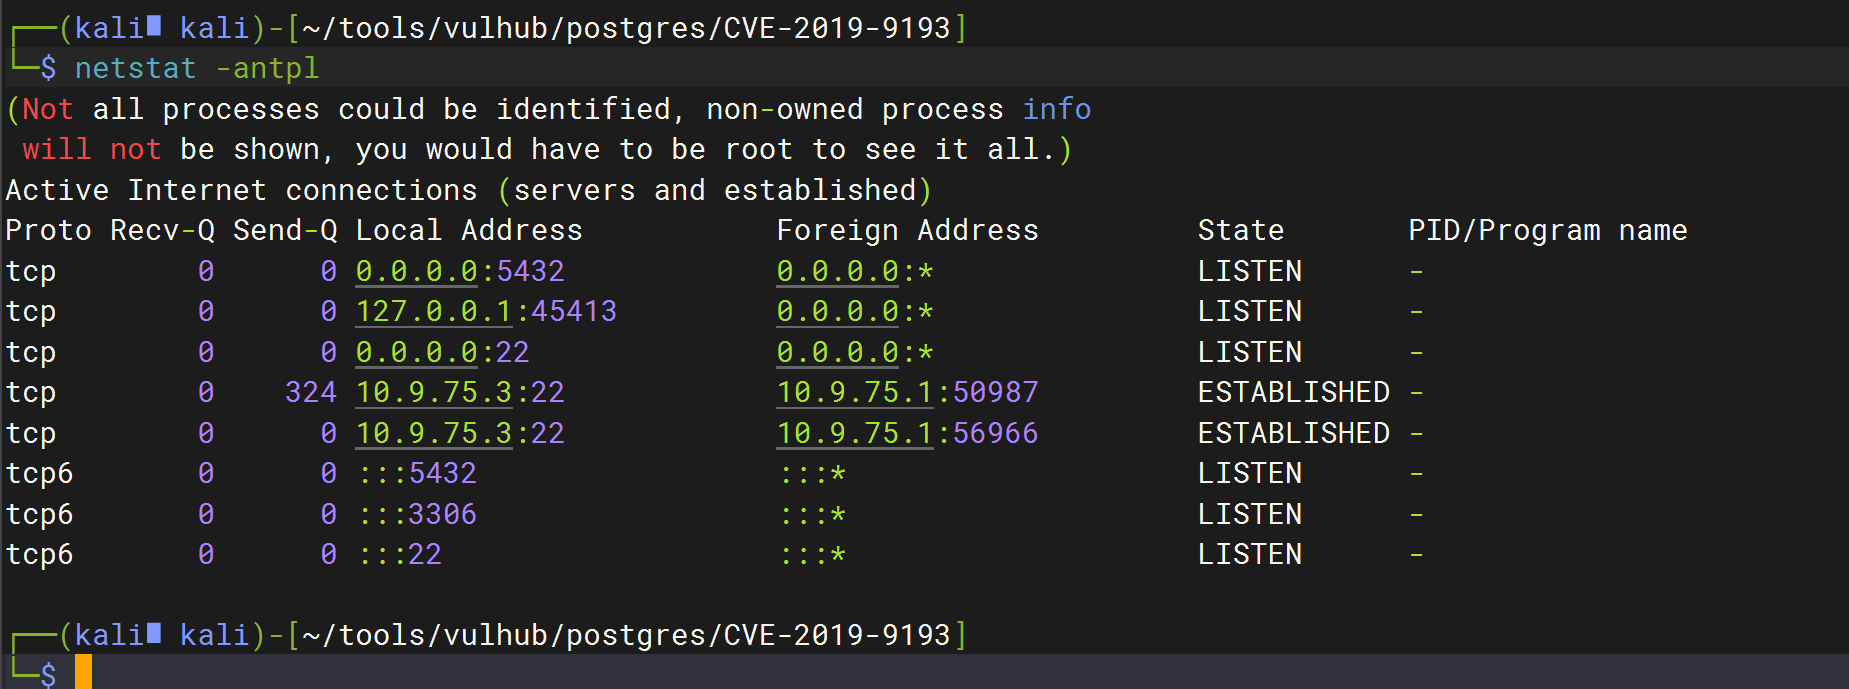 ┌──(kali㉿kali)-[~/tools/vulhub/postgres/CVE-2019-9193]
└─$ netstat -antpl
(Not all processes could be identified, non-owned process info
 will not be shown, you would have to be root to see it all.)
Active Internet connections (servers and established)
Proto Recv-Q Send-Q Local Address           Foreign Address         State       PID/Program name
tcp        0      0 0.0.0.0:5432            0.0.0.0:*               LISTEN      -
tcp        0      0 127.0.0.1:45413         0.0.0.0:*               LISTEN      -
tcp        0      0 0.0.0.0:22              0.0.0.0:*               LISTEN      -
tcp        0    324 10.9.75.3:22            10.9.75.1:50987         ESTABLISHED -
tcp        0      0 10.9.75.3:22            10.9.75.1:56966         ESTABLISHED -
tcp6       0      0 :::5432                 :::*                    LISTEN      -
tcp6       0      0 :::3306                 :::*                    LISTEN      -
tcp6       0      0 :::22                   :::*                    LISTEN      -
┌──(kali㉿kali)-[~/tools/vulhub/postgres/CVE-2019-9193]
└─$